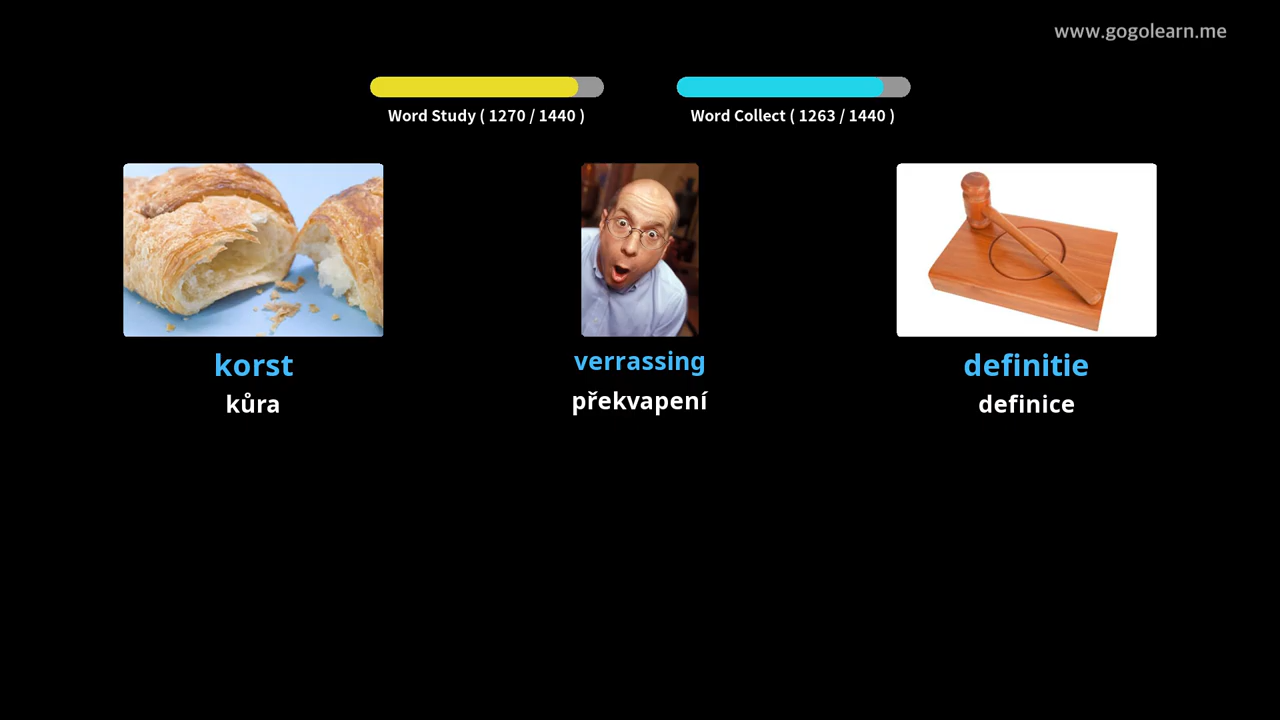 www.gogolearn.me
Word Study ( 1270 / 1440 )
Word Collect ( 1263 / 1440 )
korst
kůra
verrassing
překvapení
definitie
definice